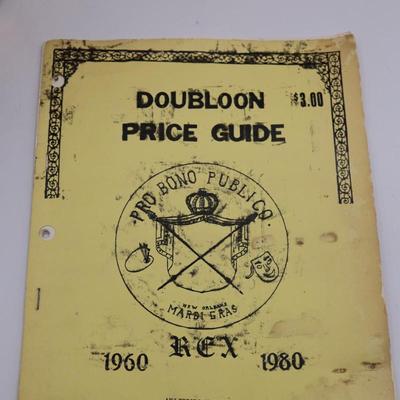 DOUBLOON
$3.00
PRICE GUIDE
PRO BONO PUBLICO
NEW ORLEANS
MARDI GRAS
1960 REX 1980